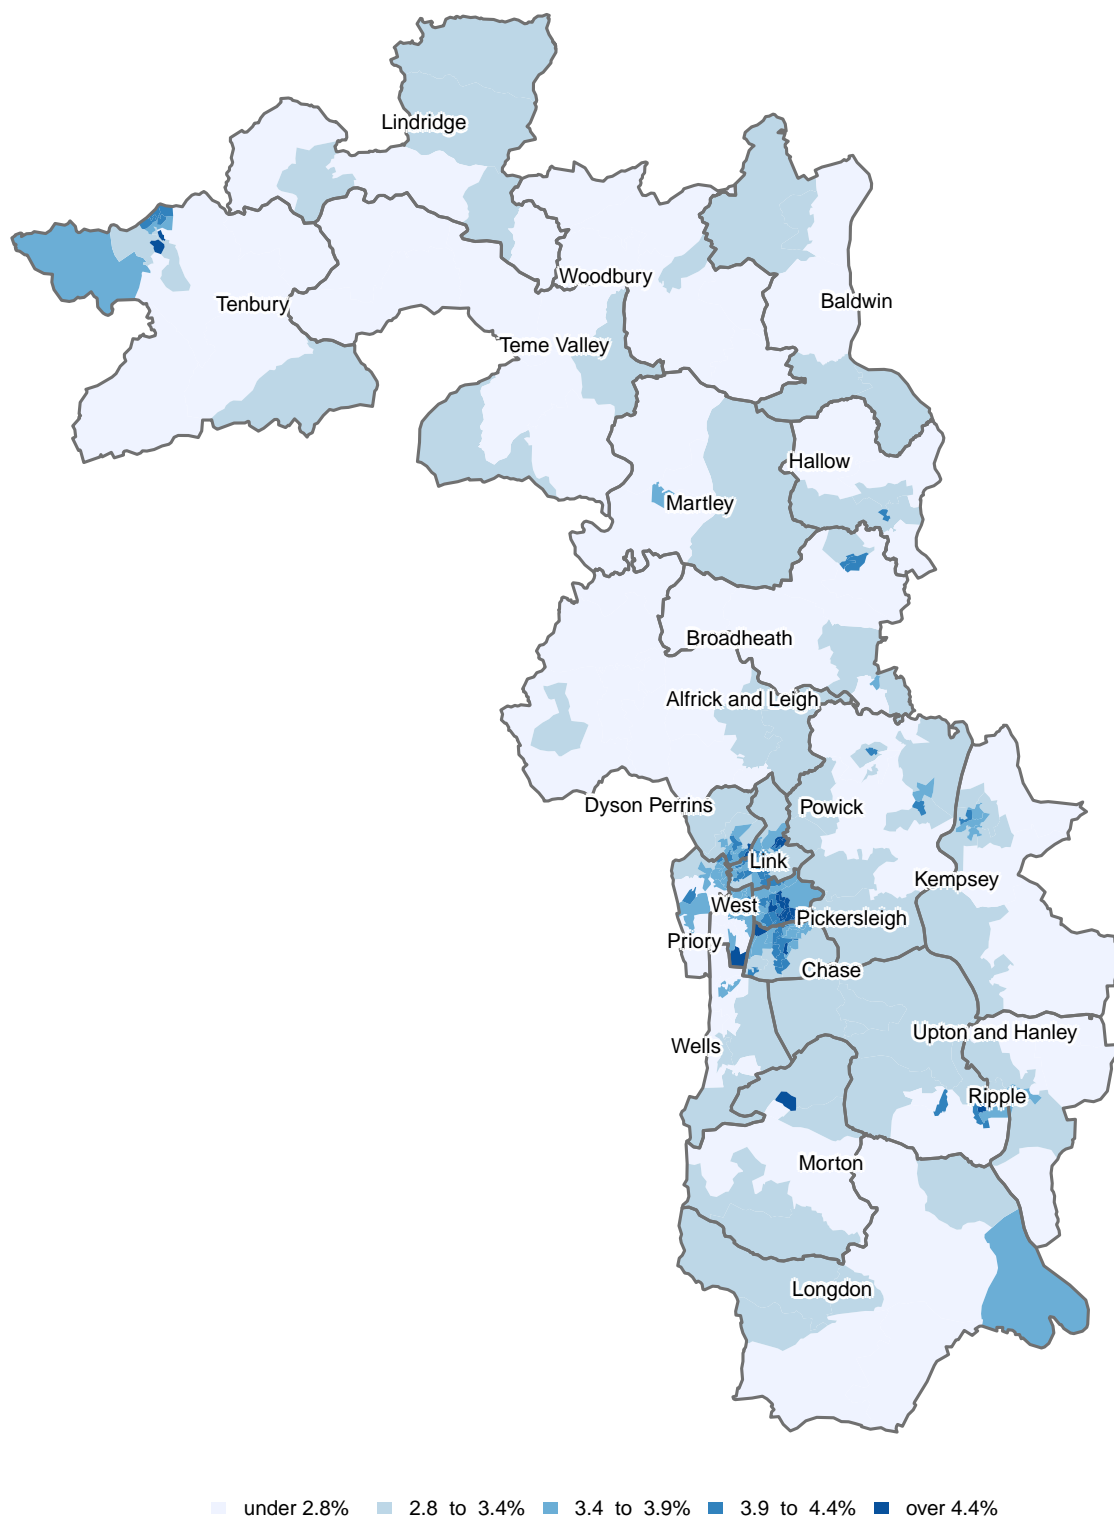 Lindridge
Woodbury
Baldwin
Tenbury
Teme Valley
Hallow
Martley
Broadheath
Alfrick and Leigh
Dyson Perrins
Powick
Link
Kempsey
West
Pickersleigh
Priory
Chase
Upton and Hanley
Wells
Ripple
Morton
Longdon
under 2.8% 2.8 to 3.4% 3.4 to 3.9% 3.9 to 4.4% over 4.4%